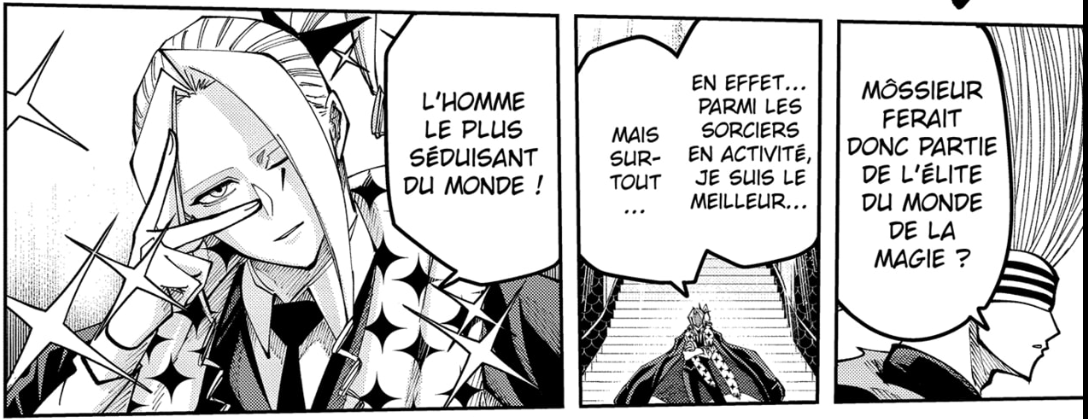 MÔSSIEUR
FERAIT
DONC PARTIE
DE L'ÉLITE
DU MONDE
DE LA
MAGIE ?
EN EFFET...
PARMI LES
SORCIERS
EN ACTIVITÉ,
JE SUIS LE
MEILLEUR...
MAIS
SUR-
TOUT
...
L'HOMME
LE PLUS
SÉDUISANT
DU MONDE !